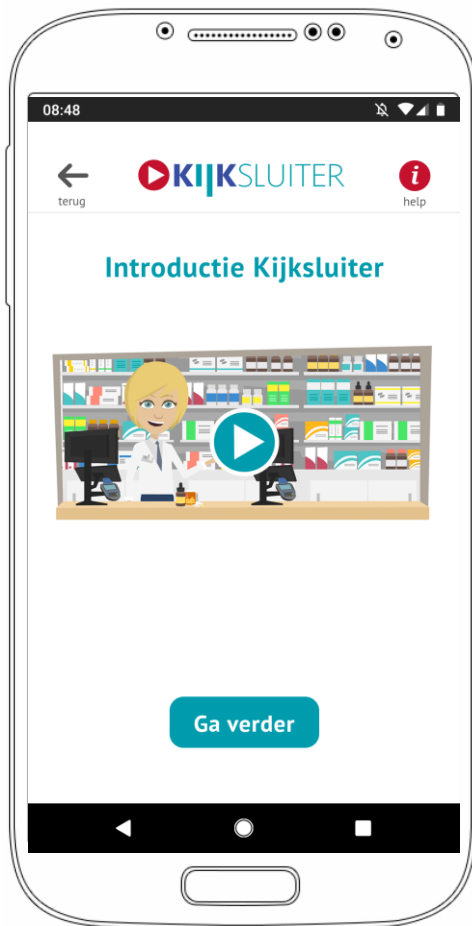 08:48
KIJKSLUITER
terug
help
Introductie Kijksluiter
Ga verder